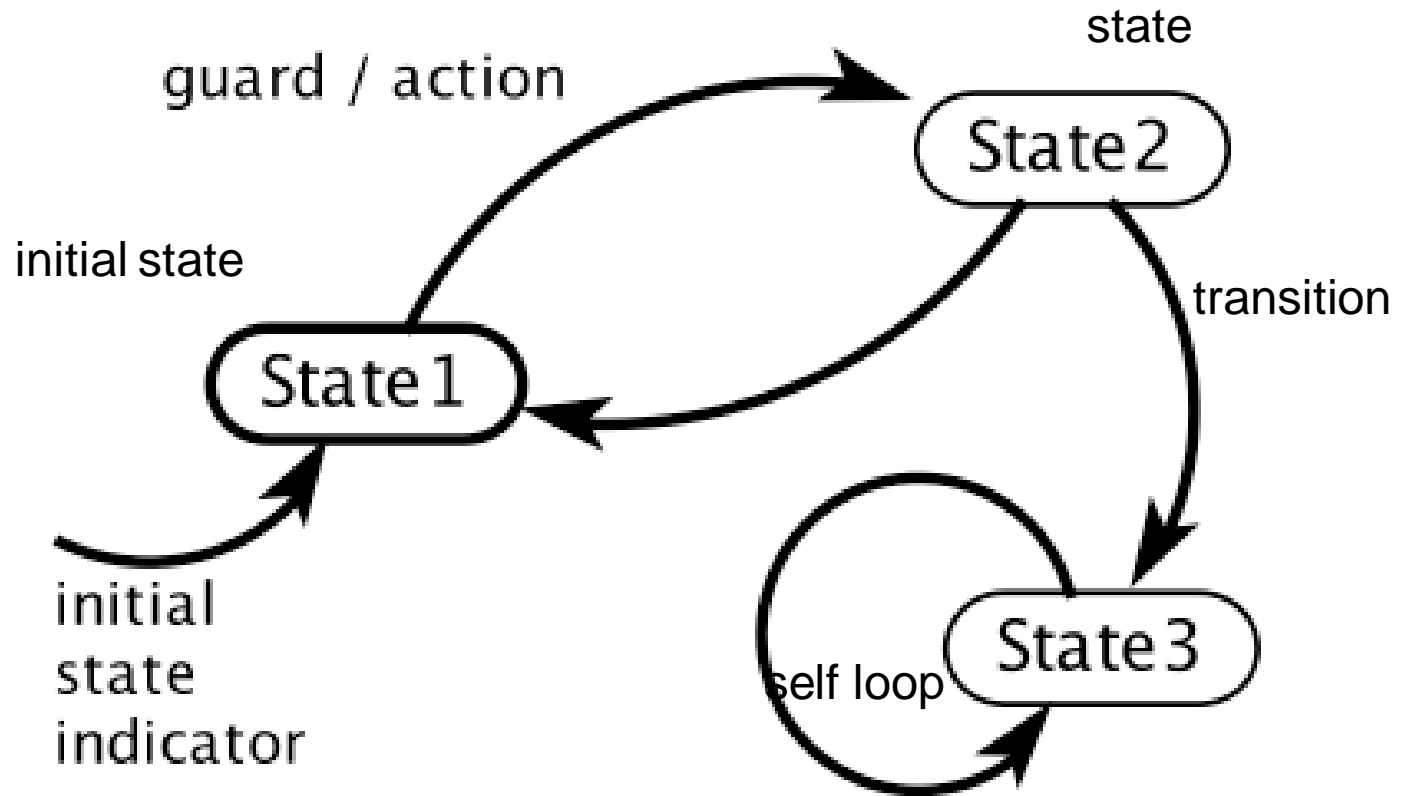 state
guard / action
State2
initial state
transition
State1
initial
state
indicator
State3
self loop